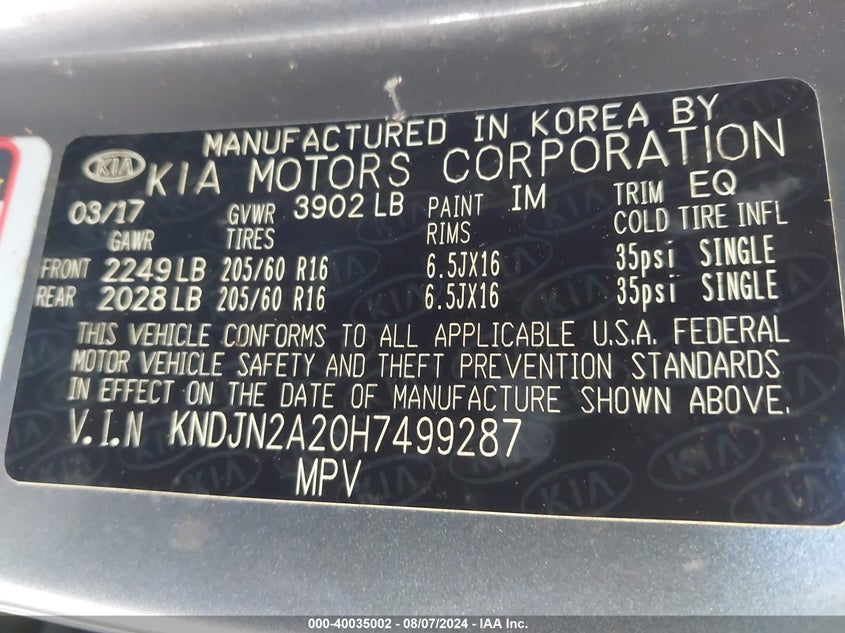 MANUFACTURED IN KOREA BY
KIA KIA MOTORS CORPORATION
03/17 GVWR 3902 LB PAINT IM TRIM EQ
GAWR TIRES RIMS COLD TIRE INFL
FRONT 2249 LB 205/60 R16 6.5JX16 35psi SINGLE
REAR 2028 LB 205/60 R16 6.5JX16 35psi SINGLE
THIS VEHICLE CONFORMS TO ALL APPLICABLE U.S.A. FEDERAL
MOTOR VEHICLE SAFETY AND THEFT PREVENTION STANDARDS
IN EFFECT ON THE DATE OF MANUFACTURE SHOWN ABOVE.
V.I.N KNDJN2A20H7499287
MPV
000-40035002 - 08/07/2024 - IAA Inc.